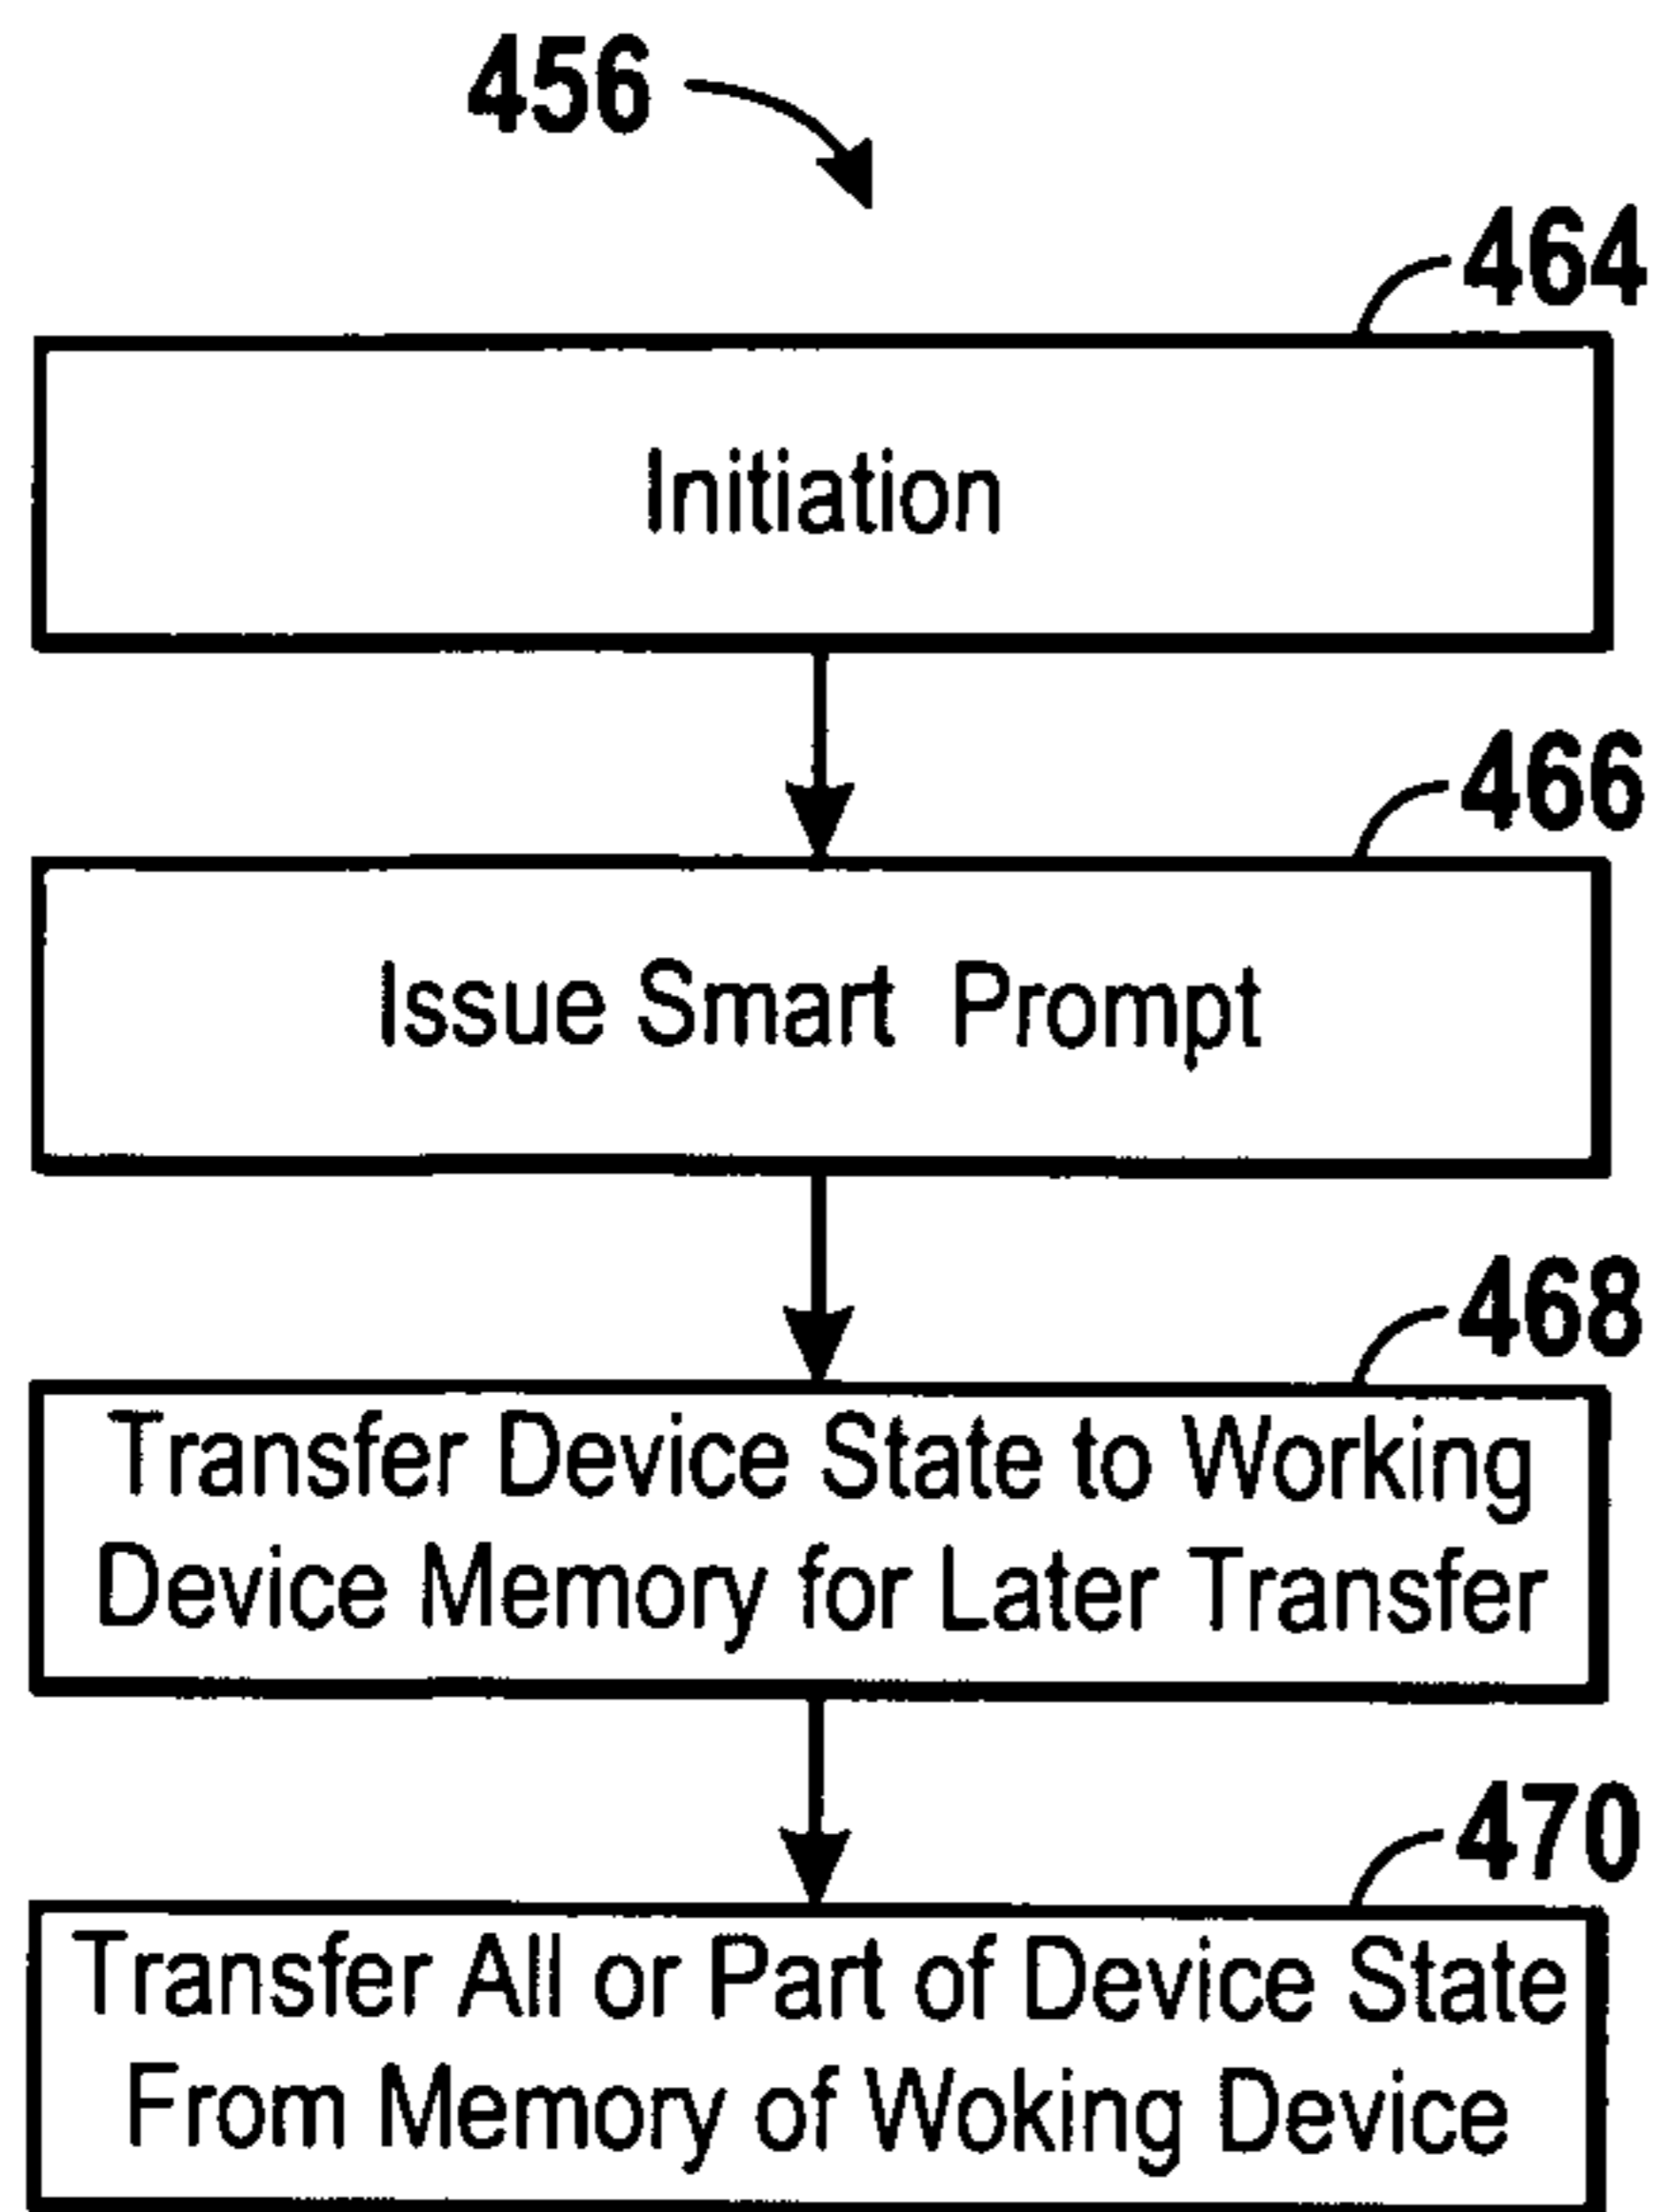 456
464
Initiation
466
Issue Smart Prompt
468
Transfer Device State to Working
Device Memory for Later Transfer
470
Transfer All or Part of Device State
From Memory of Woking Device